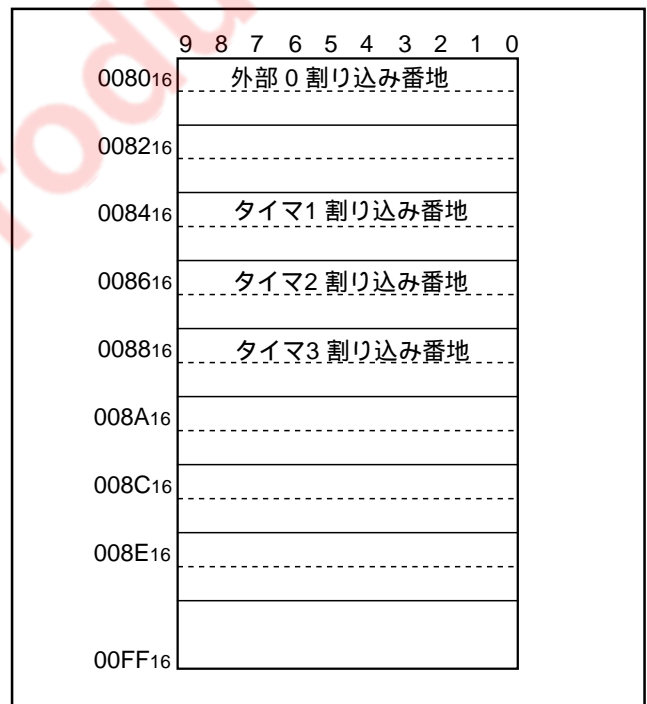 9 8 7 6 5 4 3 2 1 0
008016 外部 0 割り込み番地
008216
008416 タイマ1 割り込み番地
008616 タイマ2 割り込み番地
008816 タイマ3 割り込み番地
008A16
008C16
008E16
00FF16